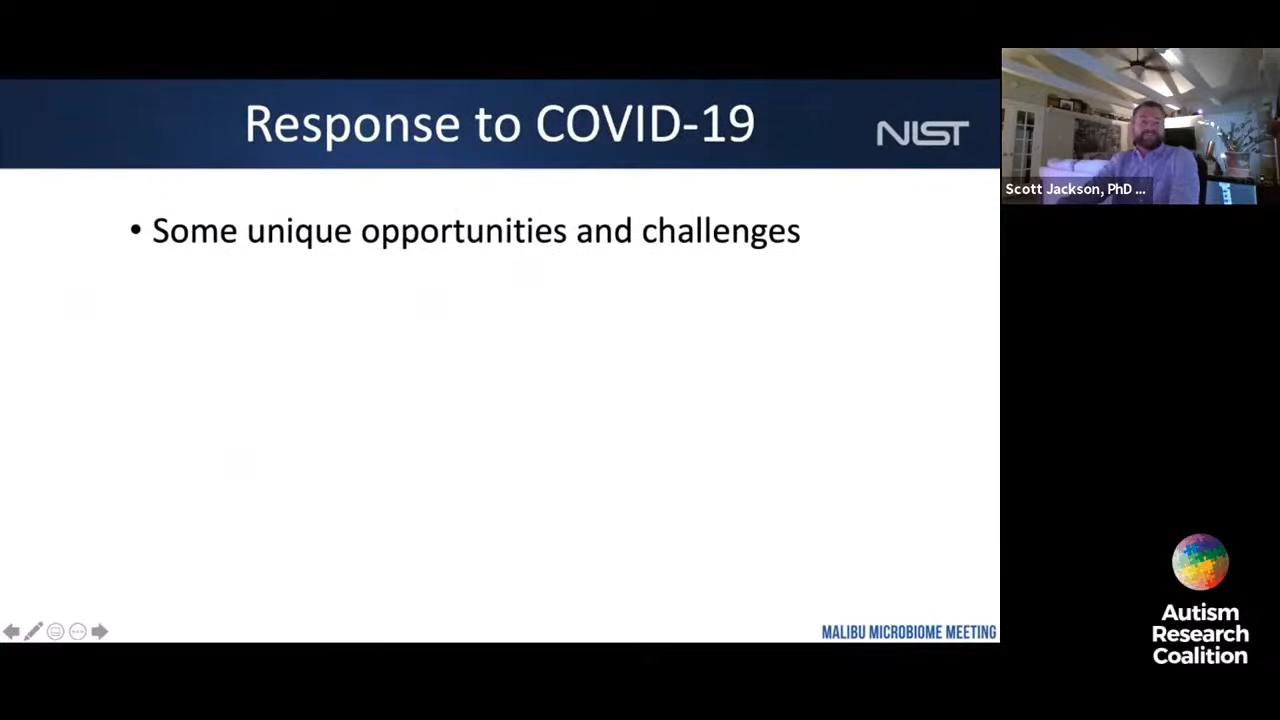 Response to COVID-19
NIST
• Some unique opportunities and challenges
MALIBU MICROBIOME MEETING
Scott Jackson, PhD ...
Autism
Research
Coalition